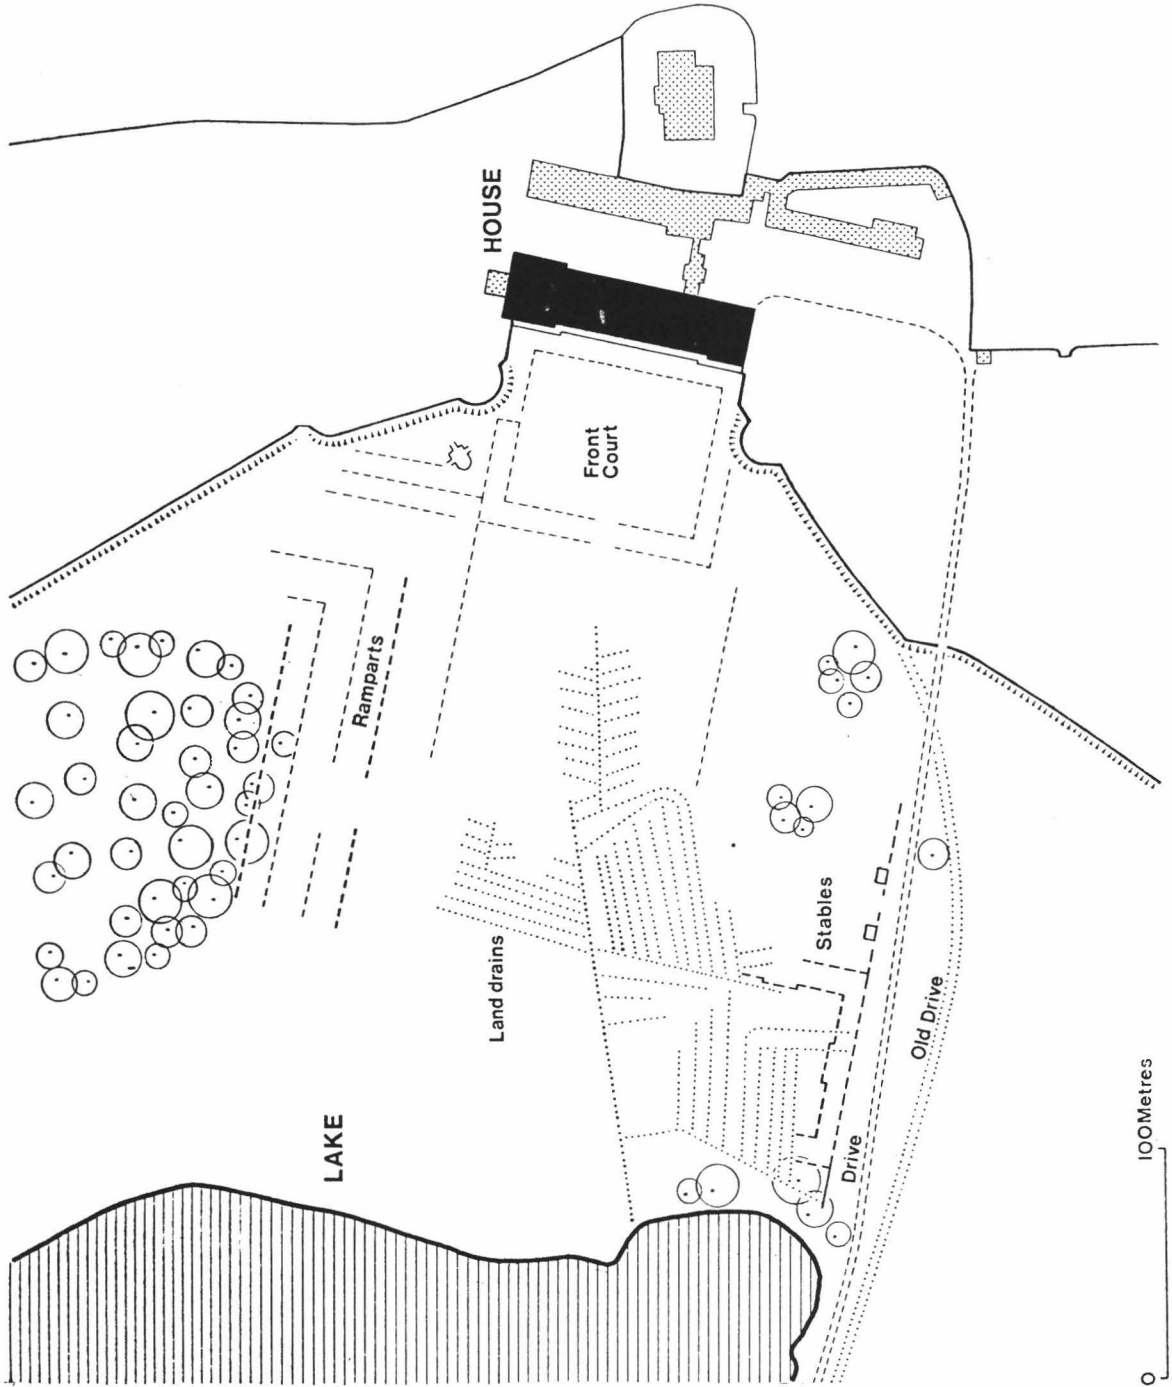 HOUSE
Front
Court
Ramparts
Land drains
Stables
LAKE
Old Drive
Drive
0 100Metres